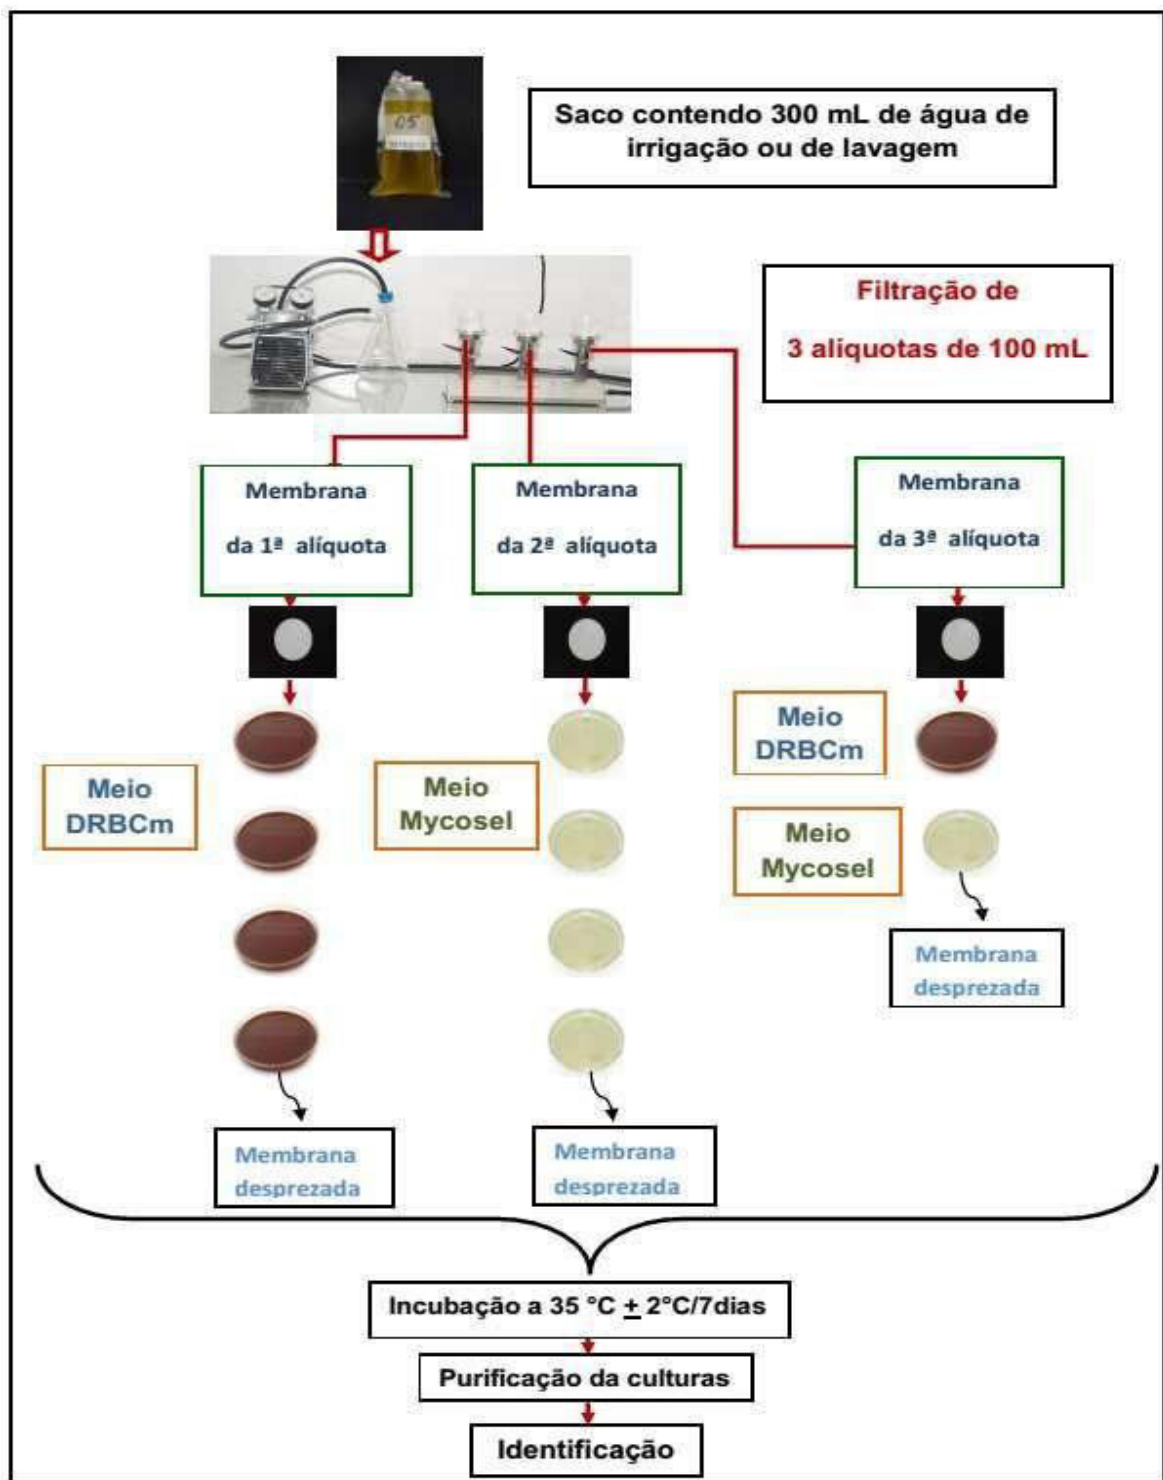 Saco contendo 300 mL de água de
irrigação ou de lavagem
05
Filtração de
3 aliquotas de 100 mL
Membrana
da 1ª alíquota
Membrana
da 2ª alíquota
Membrana
da 3ª alíquota
Meio
DRBCm
Meio
Mycosel
Meio
DRBCm
Meio
Mycosel
Membrana
desprezada
Membrana
desprezada
Membrana
desprezada
Incubação a 35 °C ± 2°C/7dias
Purificação da culturas
Identificação